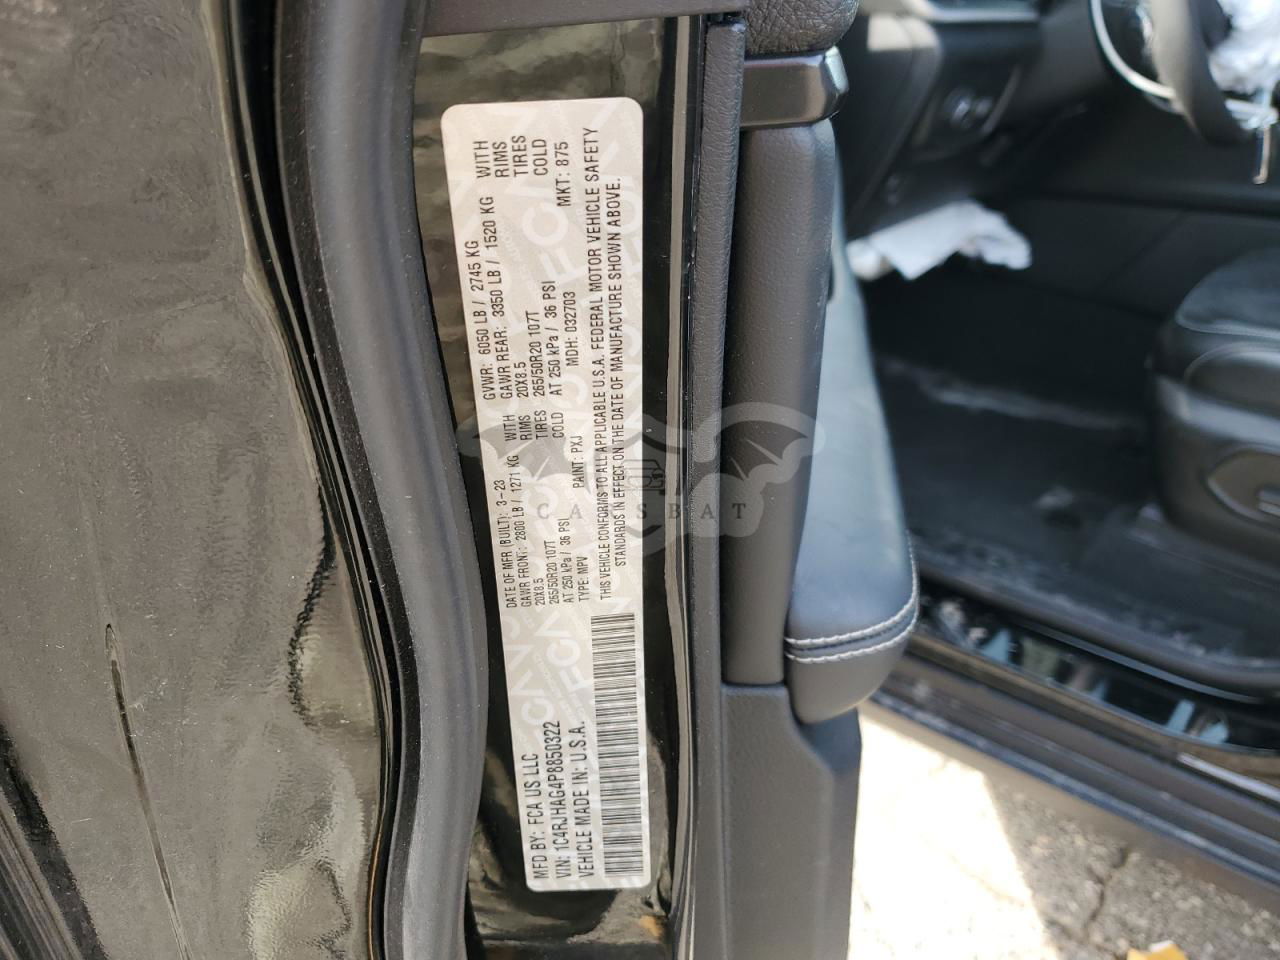 MFD BY: FCA US LLC
DATE OF MFR (BUILT): 3-23
GVWR: 6050 LB / 2745 KG
VIN: 1C4RJHAG4P8850322
GAWR FRONT: 2800 LB / 1271 KG WITH
GAWR REAR: 3350 LB / 1520 KG WITH
VEHICLE MADE IN: U.S.A.
20X8.5 RIMS
20X8.5 RIMS
265/50R20 107T TIRES
265/50R20 107T TIRES
AT 250 kPa / 36 PSI COLD
AT 250 kPa / 36 PSI COLD
TYPE: MPV PAINT: PXJ MDH: 032703 MKT: 875
THIS VEHICLE CONFORMS TO ALL APPLICABLE U.S.A. FEDERAL MOTOR VEHICLE SAFETY
STANDARDS IN EFFECT ON THE DATE OF MANUFACTURE SHOWN ABOVE.
CARSBAT